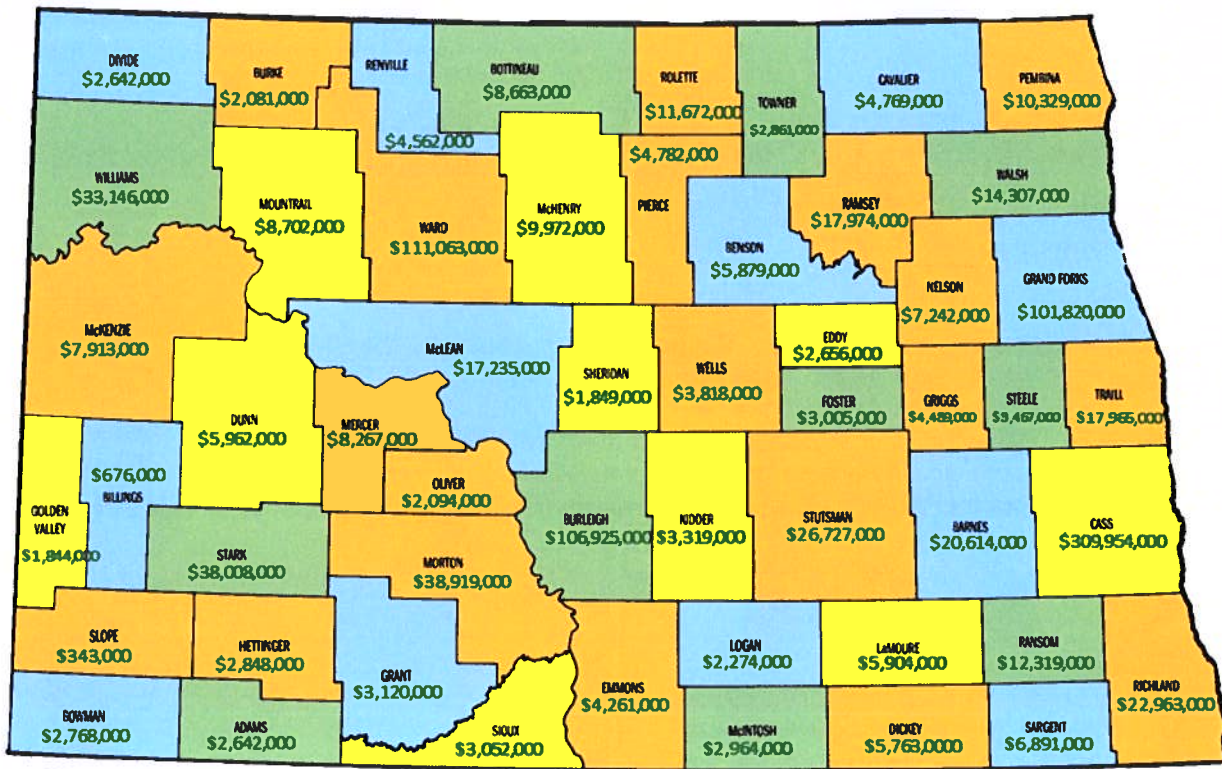 DIVIDE
$2,642,000
BURKE
$2,081,000
RENVILLE
$4,562,000
BOTTINEAU
$8,663,000
ROLETTE
$11,672,000
TOWNER
$2,861,000
CAVALIER
$4,769,000
PEMBINA
$10,329,000
WILLIAMS
$33,146,000
MOUNTRAIL
$8,702,000
WARD
$111,063,000
McHENRY
$9,972,000
$4,782,000
PIERCE
BENSON
$5,879,000
RAMSEY
$17,974,000
WALSH
$14,307,000
NELSON
$7,242,000
GRAND FORKS
$101,820,000
McKENZIE
$7,913,000
DUNN
$5,962,000
McLEAN
$17,235,000
MERCER
$8,267,000
OLIVER
$2,094,000
SHERIDAN
$1,849,000
WELLS
$3,818,000
EDDY
$2,656,000
FOSTER
$3,005,000
GRIGGS
$4,489,000
STEELE
$3,467,000
TRAILL
$17,965,000
GOLDEN
VALLEY
$1,844,000
$676,000
BILLINGS
STARK
$38,008,000
MORTON
$38,919,000
BURLEIGH
$106,925,000
KIDDER
$3,319,000
STUTSMAN
$26,727,000
BARNES
$20,614,000
CASS
$309,954,000
SLOPE
$343,000
HETTINGER
$2,848,000
GRANT
$3,120,000
BOWMAN
$2,768,000
ADAMS
$2,642,000
SIOUX
$3,052,000
EMMONS
$4,261,000
LOGAN
$2,274,000
LaMOURE
$5,904,000
RANSOM
$12,319,000
RICHLAND
$22,963,000
McINTOSH
$2,964,000
DICKEY
$5,763,0000
SARGENT
$6,891,000